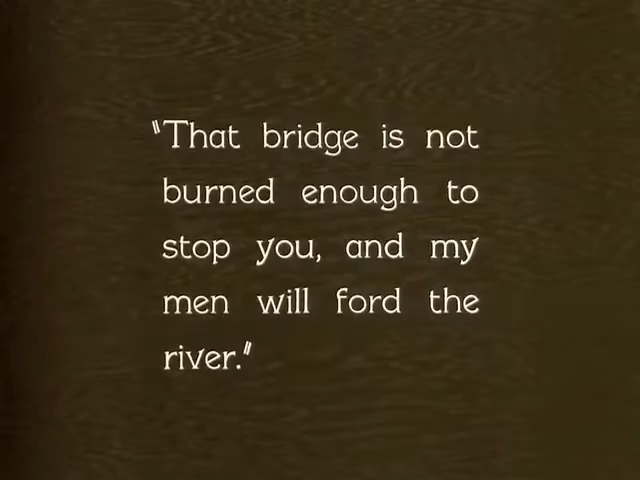 "That bridge is not
burned enough to
stop you, and my
men will ford the
river."